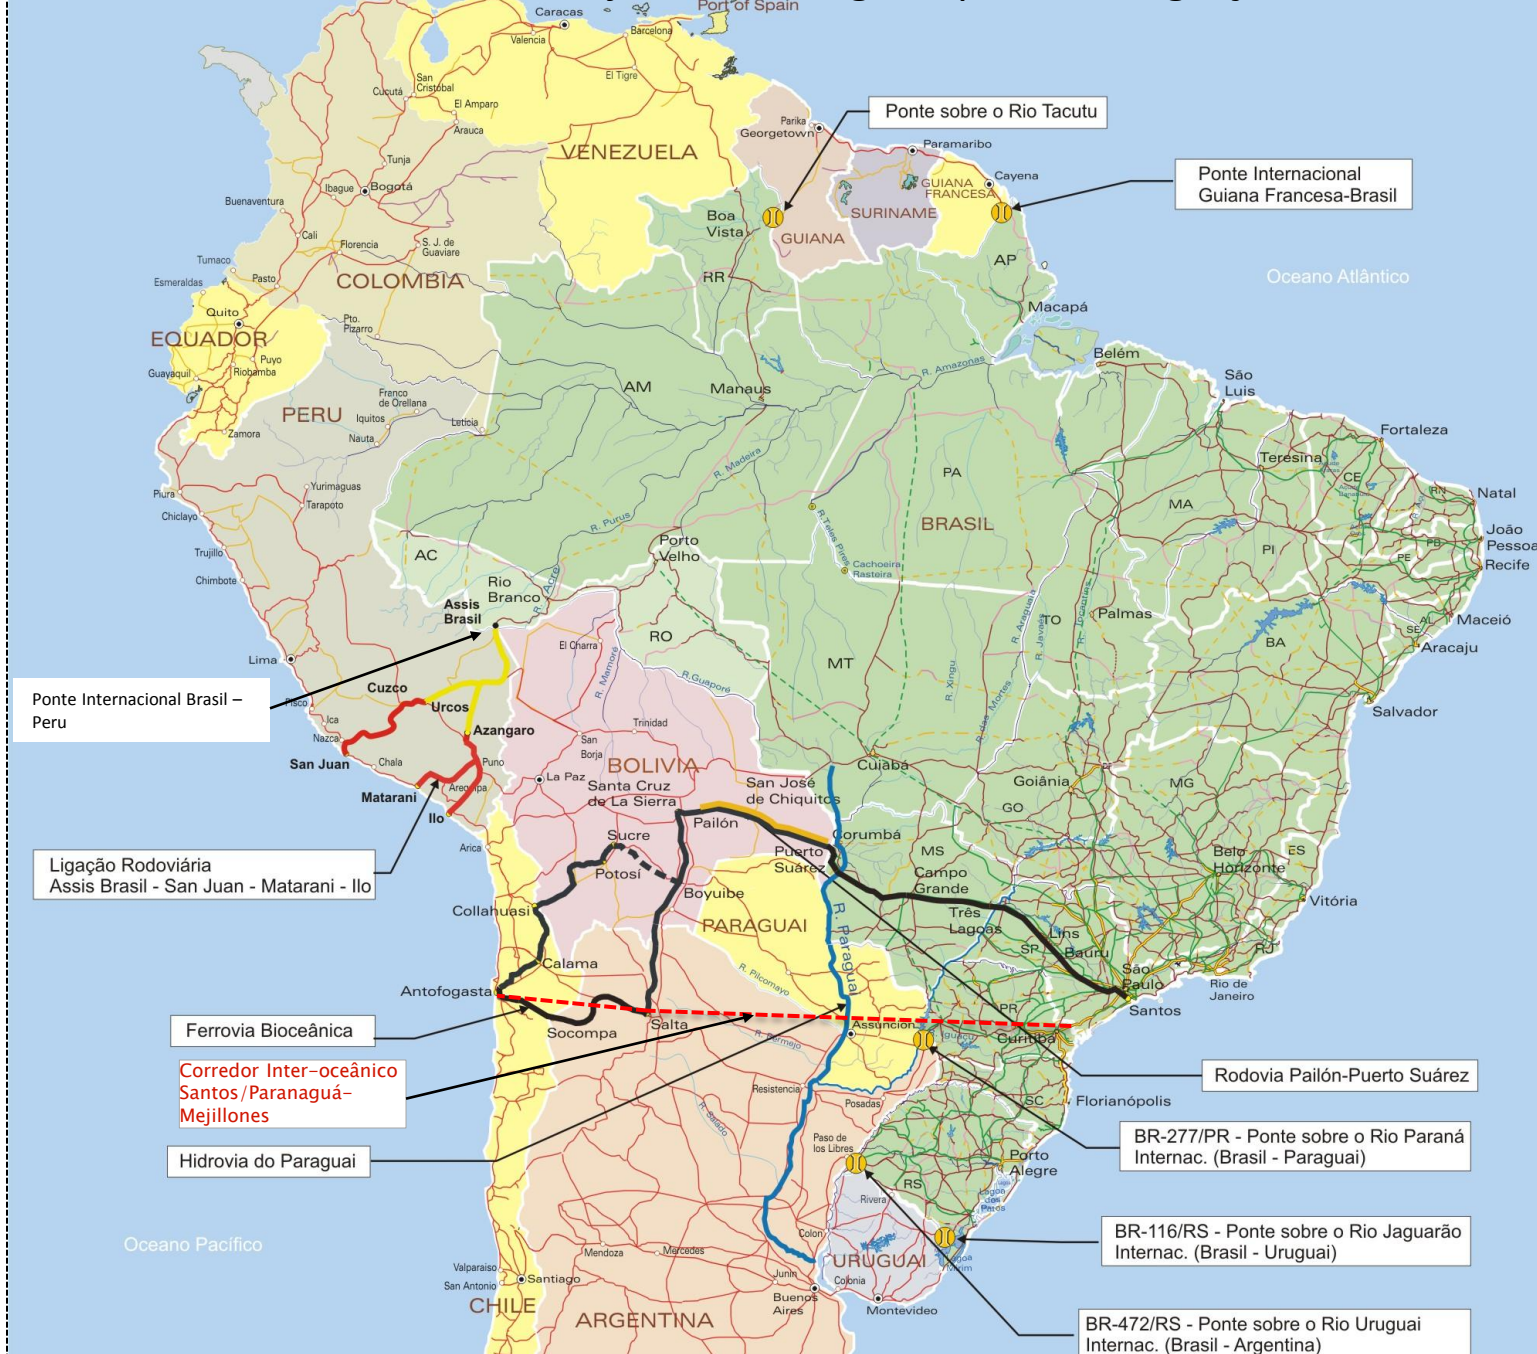 Port of Spain
Caracas
Valencia
Barcelona
El Tigre
San
Cristóbal
Cucutá
El Amparo
Arauca
Tunja
Ibague
Bogotá
Buenaventura
Cali
Florencia
S. J. de
Guaviare
Tumaco
Esmeraldas
Pasto
Quito
Pto.
Pizarro
Puyo
Riobamba
Guayaquil
Zamora
VENEZUELA
COLOMBIA
EQUADOR
PERU
Parika
Georgetown
Paramaribo
Cayena
GUIANA
SURINAME
GUIANA
FRANCESA
Ponte sobre o Rio Tacutu
Ponte Internacional
Guiana Francesa-Brasil
Oceano Atlântico
Boa
Vista
RR
AP
Macapá
Belém
São
Luis
Fortaleza
Teresina
CE
RN
Natal
João
Pessoa
PB
PE
Recife
AL
Maceió
SE
Aracaju
Salvador
BA
PI
MA
PA
BRASIL
AM
Manaus
R. Amazonas
R. Madeira
R. Purus
R. Teles Pires
Cachoeira
Rasteira
Franco
de Orellana
Iquitos
Nauta
Letícia
Yurimaguas
Tarapoto
Piura
Chiclayo
Trujillo
Chimbote
Lima
Pisco
Ica
Nazca
Chala
AC
Rio
Branco
R. Acre
Assis
Brasil
Porto
Velho
RO
MT
TO
Palmas
R. Araguaia
R. Javaés
R. Tocantins
R. Xingu
R. das Mortes
Ponte Internacional Brasil –
Peru
Cuzco
Urcos
Azangaro
San Juan
Puno
Arequipa
Matarani
Ilo
Arica
El Charra
R. Mamoré
R. Guaporé
Trinidad
San
Borja
La Paz
BOLIVIA
Santa Cruz
de La Sierra
San José
de Chiquitos
Pailón
Sucre
Potosí
Puerto
Suárez
Corumbá
Boyuibe
Collahuasi
Calama
Antofogasta
Socompa
Salta
Cuiabá
Goiânia
DF
GO
MG
MS
Campo
Grande
Três
Lagoas
Lins
Bauru
SP
São
Paulo
Santos
Belo
Horizonte
ES
Vitória
RJ
Rio de
Janeiro
Ligação Rodoviária
Assis Brasil - San Juan - Matarani - Ilo
PARAGUAI
R. Paraguai
R. Pilcomayo
R. Bermejo
R. Salado
Assunción
Iguaçu
PR
Curitiba
SC
Florianópolis
Resistencia
Posadas
Paso de
los Libres
RS
Porto
Alegre
Lagoa
dos
Patos
Rivera
Colon
URUGUAI
Colonia
Montevideo
Buenos
Aires
Junin
Mercedes
Mendoza
Valparaiso
San Antonio
Santiago
CHILE
ARGENTINA
Oceano Pacífico
Ferrovia Bioceânica
Corredor Inter-oceânico
Santos/Paranaguá-
Mejillones
Hidrovia do Paraguai
Rodovia Pailón-Puerto Suárez
BR-277/PR - Ponte sobre o Rio Paraná
Internac. (Brasil - Paraguai)
BR-116/RS - Ponte sobre o Rio Jaguarão
Internac. (Brasil - Uruguai)
BR-472/RS - Ponte sobre o Rio Uruguai
Internac. (Brasil - Argentina)